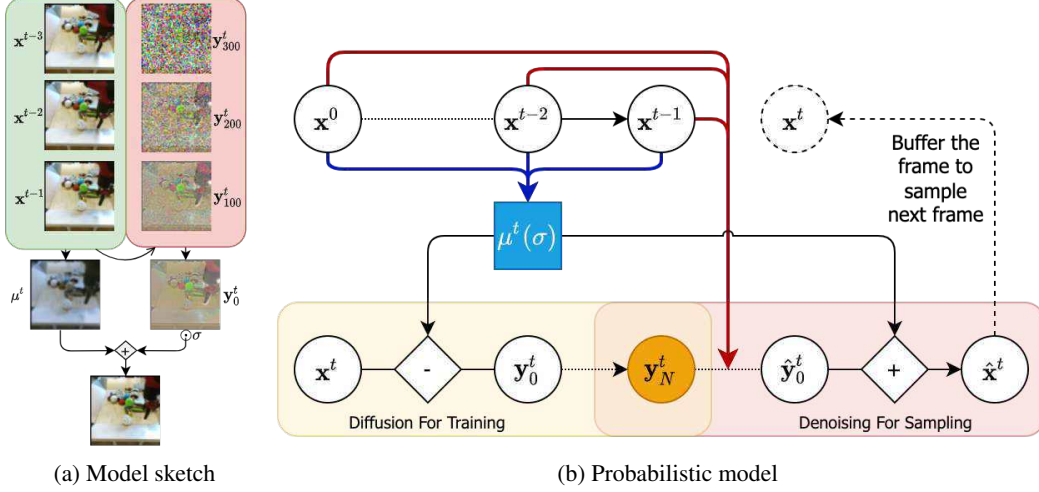 x^{t−3}
y^t_{300}
x^{t−2}
y^t_{200}
x^{t−1}
y^t_{100}
μ^t
y^t_0
σ
+
(a) Model sketch
x^0
x^{t−2}
x^{t−1}
x^t
Buffer the
frame to
sample
next frame
μ^t(σ)
x^t
-
y^t_0
y^t_N
ŷ^t_0
+
x̂^t
Diffusion For Training
Denoising For Sampling
(b) Probabilistic model